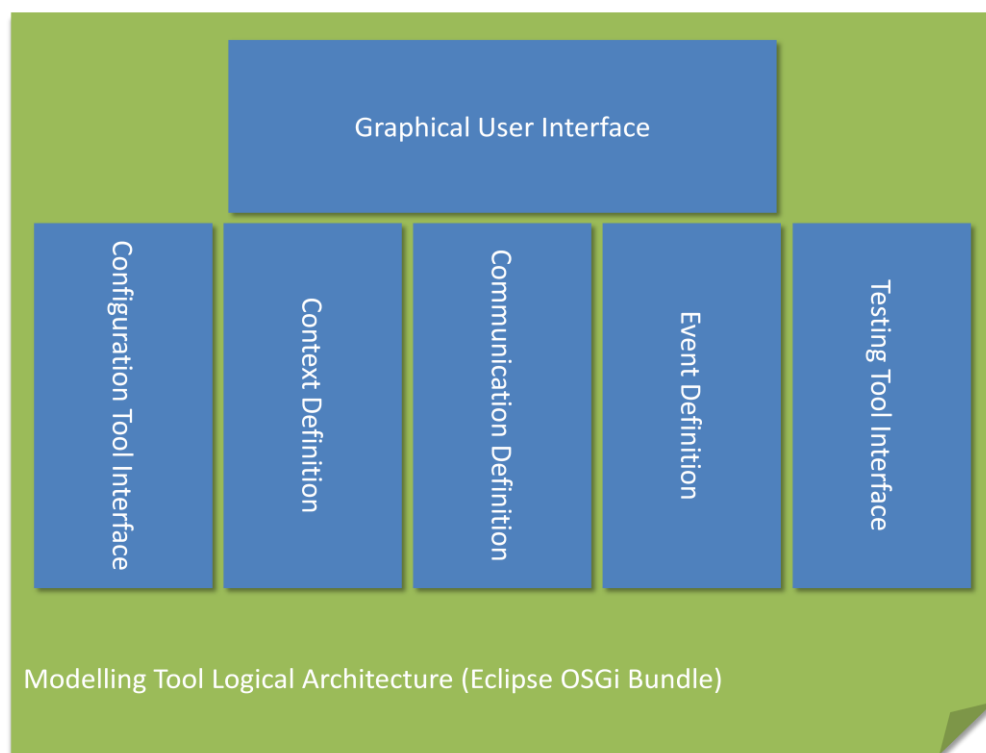 Graphical User Interface
Configuration Tool Interface
Context Definition
Communication Definition
Event Definition
Testing Tool Interface
Modelling Tool Logical Architecture (Eclipse OSGi Bundle)